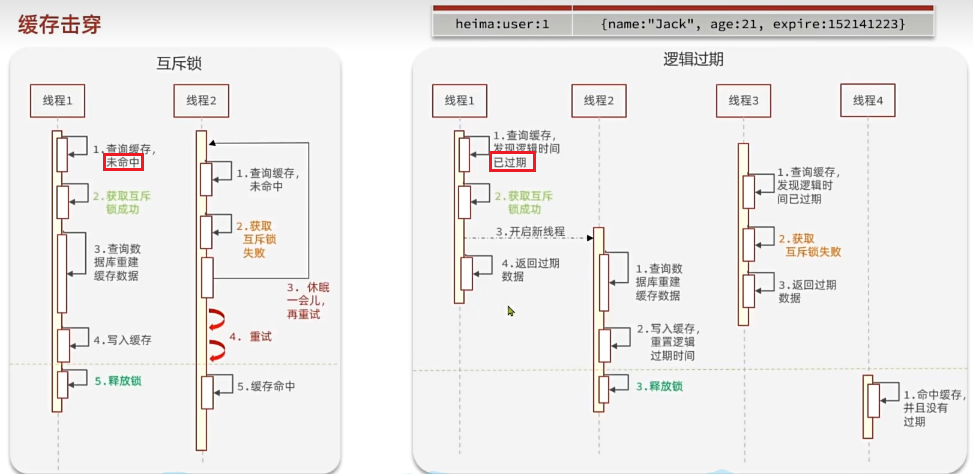 缓存击穿
heima:user:1
{name:"Jack", age:21, expire:152141223}
互斥锁
线程1
线程2
1.查询缓存，
未命中
2.获取互斥
锁成功
3.查询数
据库重建
缓存数据
4.写入缓存
5.释放锁
1.查询缓存，
未命中
2.获取
互斥锁
失败
3. 休眠
一会儿，
再重试
4. 重试
5.缓存命中
逻辑过期
线程1
线程2
线程3
线程4
1.查询缓存，
发现逻辑时间
已过期
2.获取互斥
锁成功
3.开启新线程
4.返回过期
数据
1.查询数
据库重建
缓存数据
2.写入缓存，
重置逻辑
过期时间
3.释放锁
1.查询缓存，
发现逻辑时
间已过期
2.获取
互斥锁失败
3.返回过期
数据
1.命中缓存，
并且没有
过期